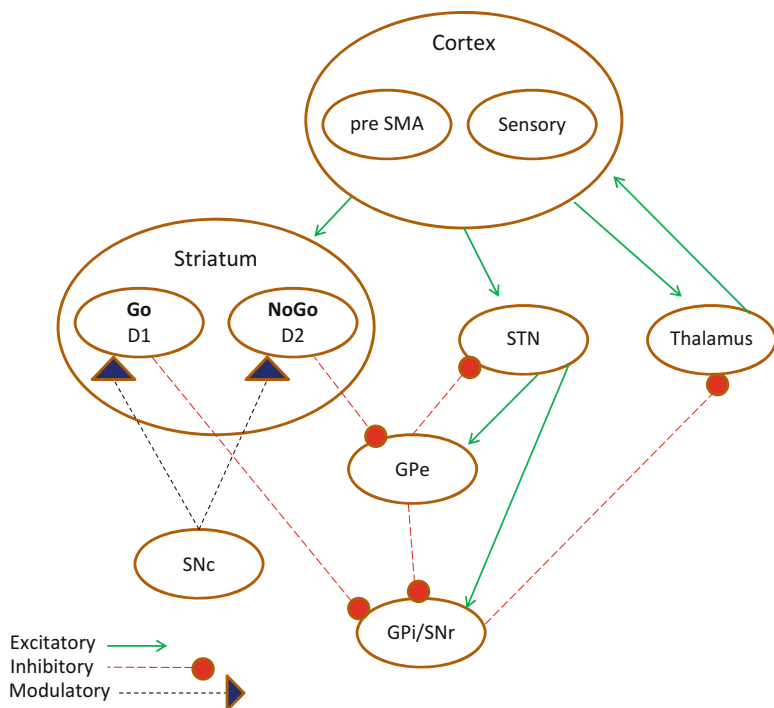 Cortex
pre SMA
Sensory
Striatum
Go
D1
NoGo
D2
STN
Thalamus
GPe
SNc
GPi/SNr
Excitatory
Inhibitory
Modulatory